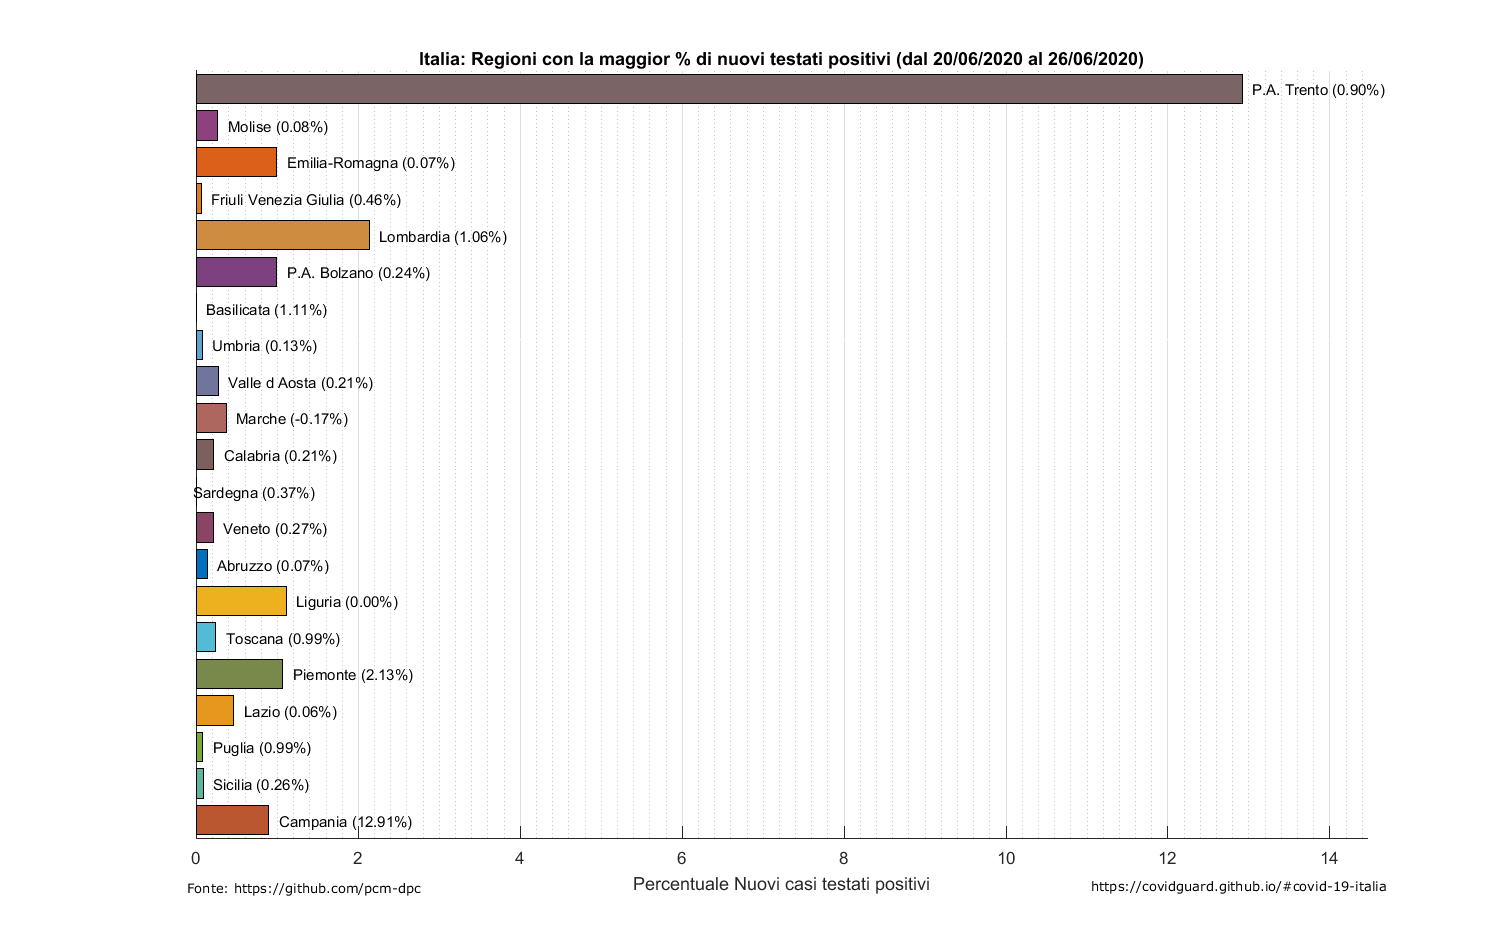 Italia: Regioni con la maggior % di nuovi testati positivi (dal 20/06/2020 al 26/06/2020)
P.A. Trento (0.90%)
Molise (0.08%)
Emilia-Romagna (0.07%)
Friuli Venezia Giulia (0.46%)
Lombardia (1.06%)
P.A. Bolzano (0.24%)
Basilicata (1.11%)
Umbria (0.13%)
Valle d Aosta (0.21%)
Marche (-0.17%)
Calabria (0.21%)
Sardegna (0.37%)
Veneto (0.27%)
Abruzzo (0.07%)
Liguria (0.00%)
Toscana (0.99%)
Piemonte (2.13%)
Lazio (0.06%)
Puglia (0.99%)
Sicilia (0.26%)
Campania (12.91%)
0 2 4 6 8 10 12 14
Percentuale Nuovi casi testati positivi
Fonte: https://github.com/pcm-dpc
https://covidguard.github.io/#covid-19-italia